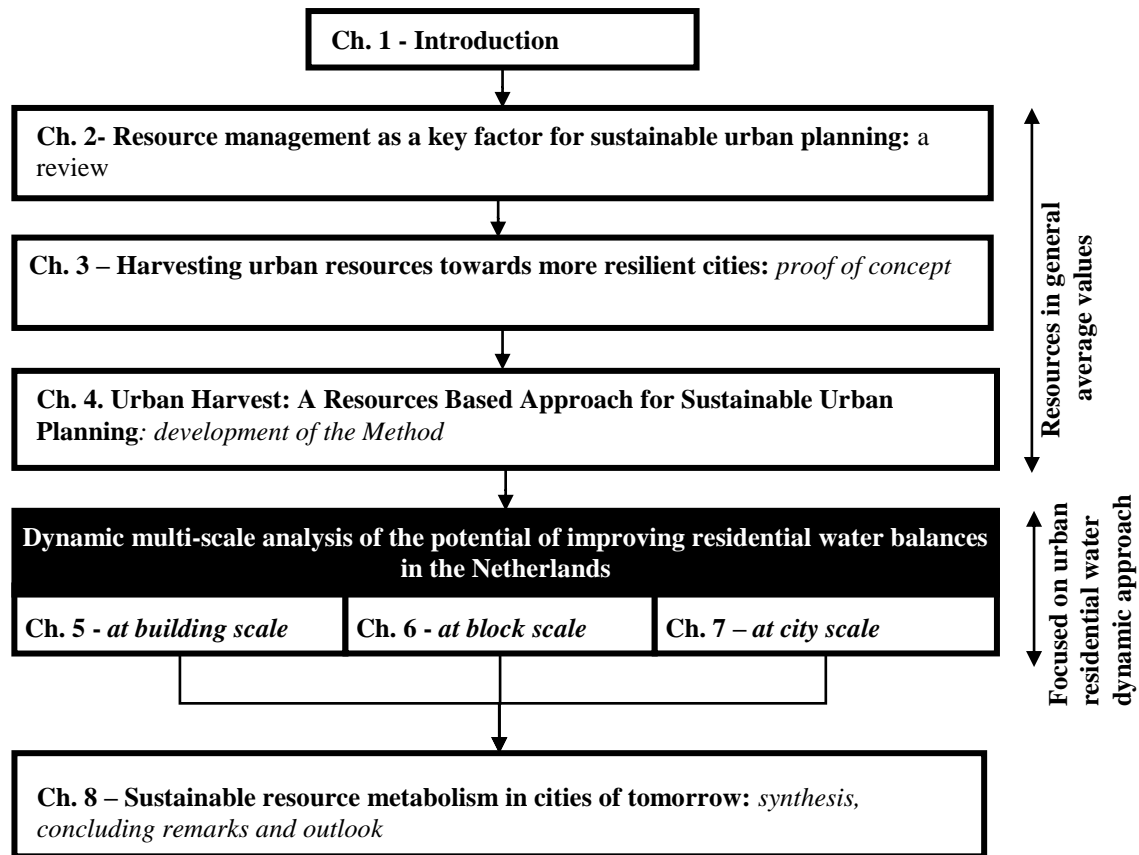 Ch. 1 - Introduction
Ch. 2- Resource management as a key factor for sustainable urban planning: a
review
Ch. 3 – Harvesting urban resources towards more resilient cities: proof of concept
Ch. 4. Urban Harvest: A Resources Based Approach for Sustainable Urban
Planning: development of the Method
Resources in general
average values
Dynamic multi-scale analysis of the potential of improving residential water balances
in the Netherlands
Ch. 5 - at building scale
Ch. 6 - at block scale
Ch. 7 – at city scale
Focused on urban
residential water
dynamic approach
Ch. 8 – Sustainable resource metabolism in cities of tomorrow: synthesis,
concluding remarks and outlook